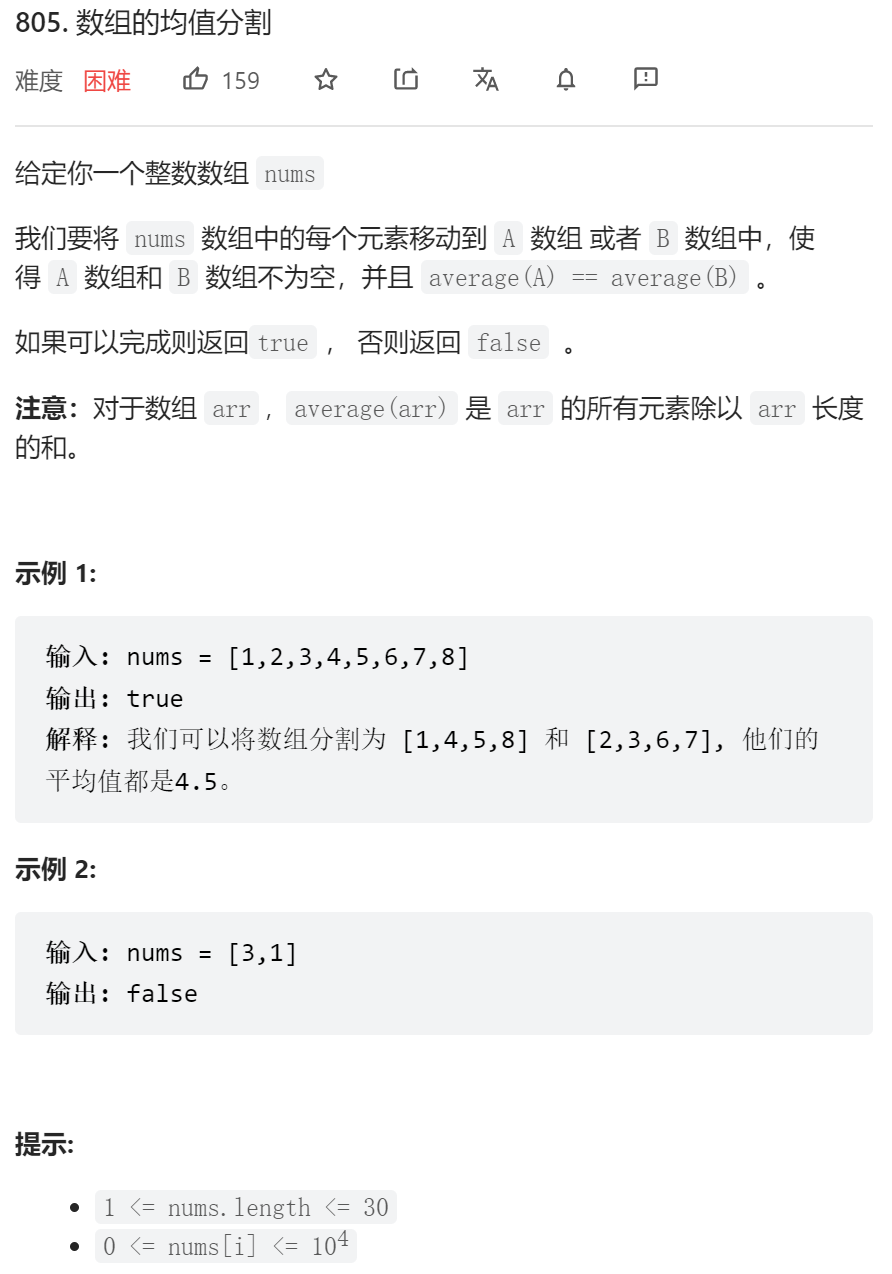 805. 数组的均值分割
难度 困难 159
给定你一个整数数组 nums
我们要将 nums 数组中的每个元素移动到 A 数组 或者 B 数组中，使
得 A 数组和 B 数组不为空，并且 average(A) == average(B) 。
如果可以完成则返回true ， 否则返回 false 。
注意：对于数组 arr , average(arr) 是 arr 的所有元素除以 arr 长度
的和。
示例 1:
输入: nums = [1,2,3,4,5,6,7,8]
输出: true
解释: 我们可以将数组分割为 [1,4,5,8] 和 [2,3,6,7], 他们的
平均值都是4.5。
示例 2:
输入: nums = [3,1]
输出: false
提示:
1 <= nums.length <= 30
0 <= nums[i] <= 10⁴